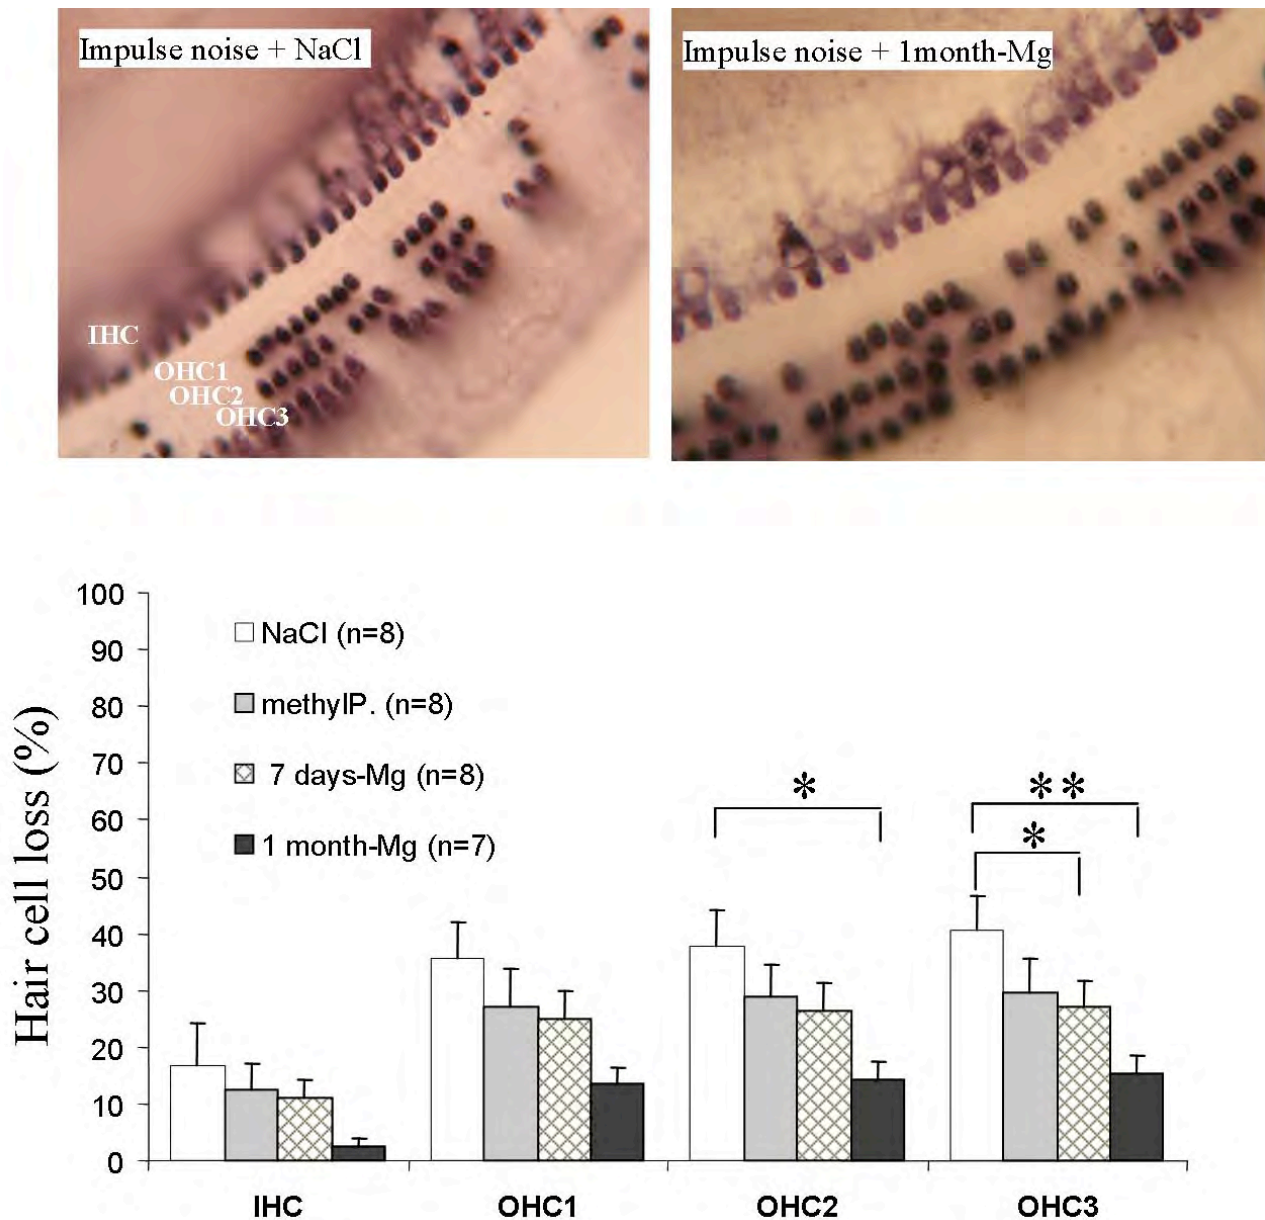 Impulse noise + NaCl
Impulse noise + 1month-Mg
IHC
OHC1
OHC2
OHC3
Hair cell loss (%)
100
90
80
70
60
50
40
30
20
10
0
NaCl (n=8)
methylP. (n=8)
7 days-Mg (n=8)
1 month-Mg (n=7)
*
**
*
IHC OHC1 OHC2 OHC3